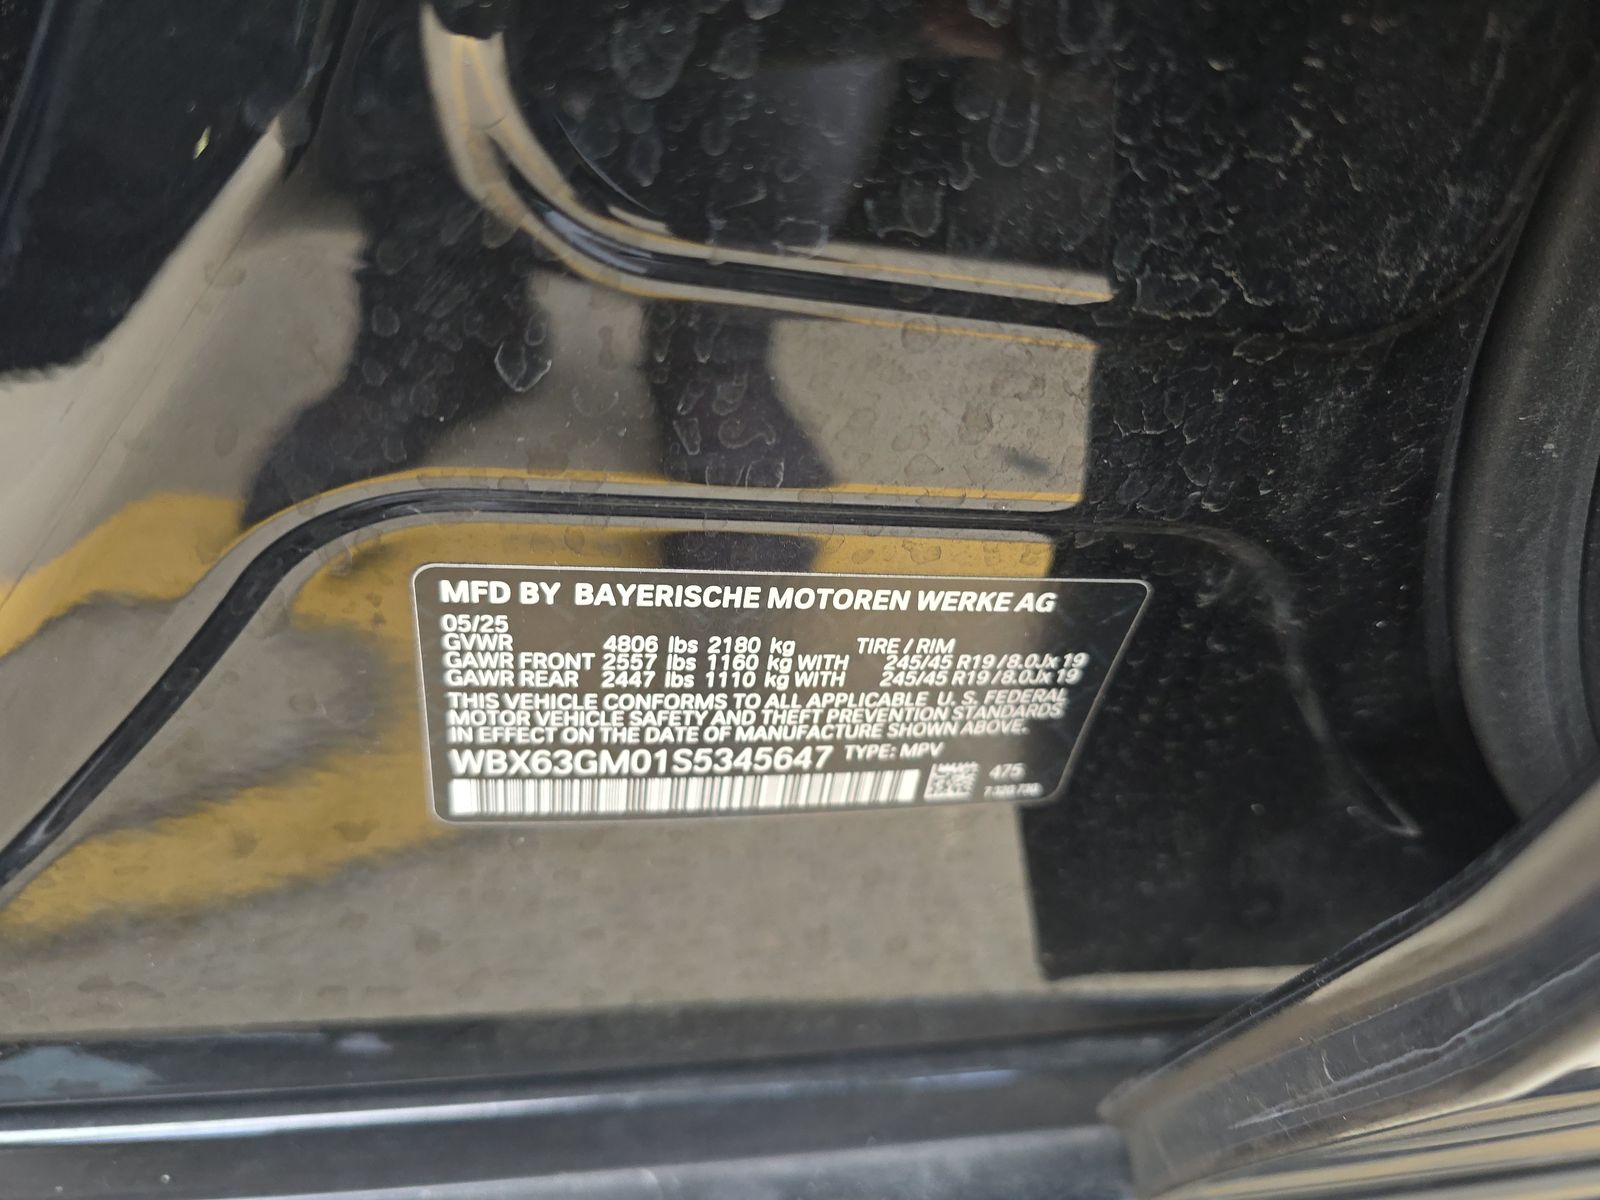 MFD BY BAYERISCHE MOTOREN WERKE AG
05/25
GVWR 4806 lbs 2180 kg TIRE / RIM
GAWR FRONT 2557 lbs 1160 kg WITH 245/45 R19 /8.0Jx 19
GAWR REAR 2447 lbs 1110 kg WITH 245/45 R19 /8.0Jx 19
THIS VEHICLE CONFORMS TO ALL APPLICABLE U. S. FEDERAL
MOTOR VEHICLE SAFETY AND THEFT PREVENTION STANDARDS
IN EFFECT ON THE DATE OF MANUFACTURE SHOWN ABOVE.
WBX63GM01S5345647 TYPE: MPV
475